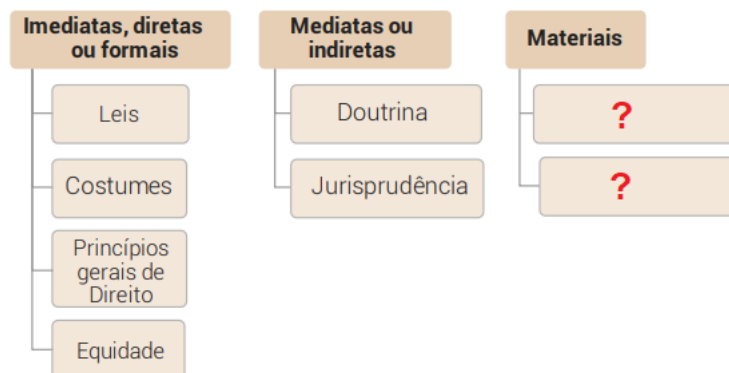 Imediatas, diretas
ou formais
Leis
Costumes
Princípios
gerais de
Direito
Equidade
Mediatas ou
indiretas
Doutrina
Jurisprudência
Materiais
?
?